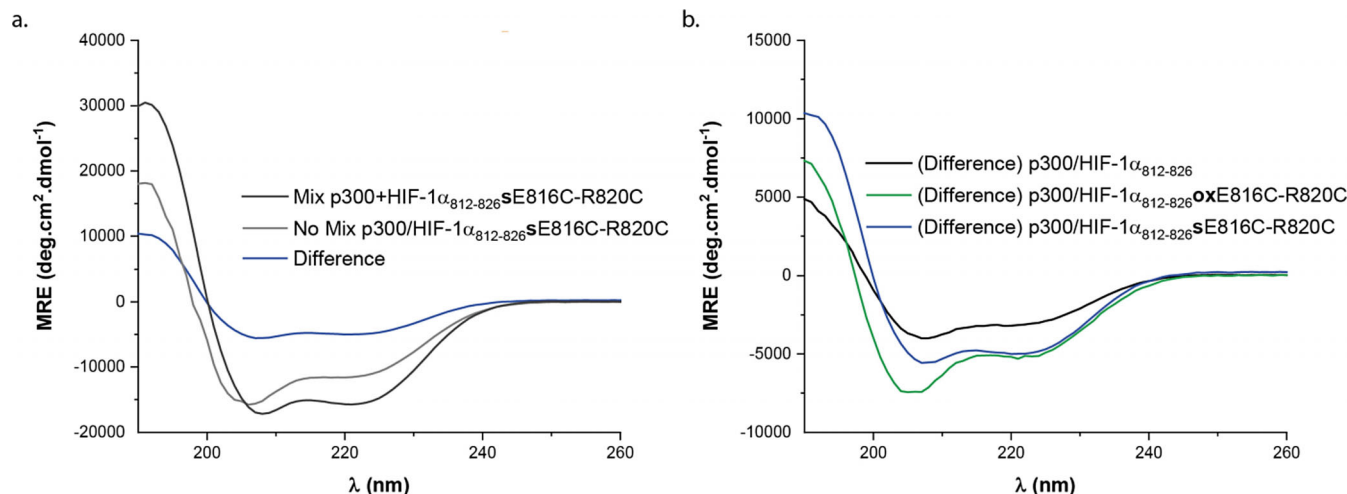 a.
40000
30000
20000
10000
0
-10000
-20000
MRE (deg.cm².dmol⁻¹)
Mix p300+HIF-1α₈₁₂₋₈₂₆sE816C-R820C
No Mix p300/HIF-1α₈₁₂₋₈₂₆sE816C-R820C
Difference
200
220
240
260
λ (nm)
b.
15000
10000
5000
0
-5000
-10000
MRE (deg.cm².dmol⁻¹)
(Difference) p300/HIF-1α₈₁₂₋₈₂₆
(Difference) p300/HIF-1α₈₁₂₋₈₂₆oxE816C-R820C
(Difference) p300/HIF-1α₈₁₂₋₈₂₆sE816C-R820C
200
220
240
260
λ (nm)